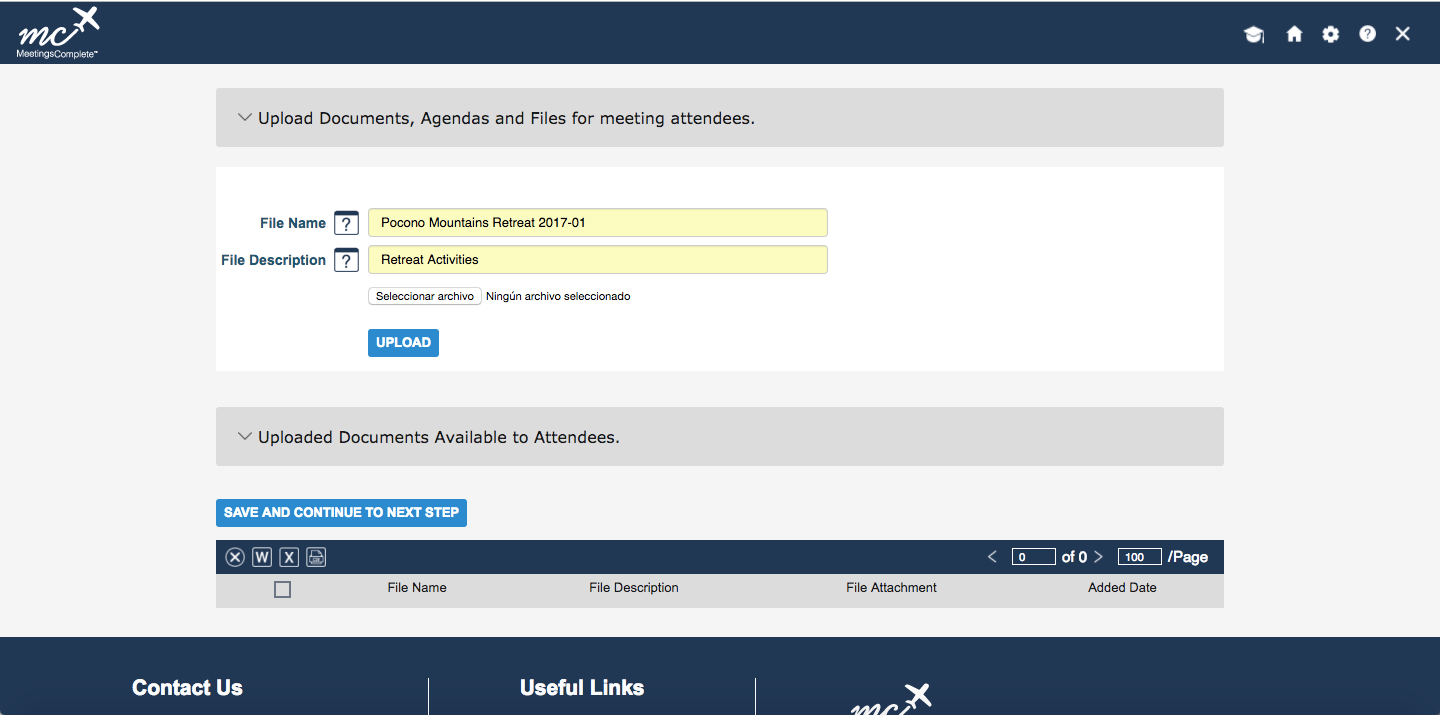 mc
MeetingsComplete™
Upload Documents, Agendas and Files for meeting attendees.
File Name ? Pocono Mountains Retreat 2017-01
File Description ? Retreat Activities
Seleccionar archivo Ningún archivo seleccionado
UPLOAD
Uploaded Documents Available to Attendees.
SAVE AND CONTINUE TO NEXT STEP
W X 0 of 0 100 /Page
File Name File Description File Attachment Added Date
Contact Us Useful Links mc